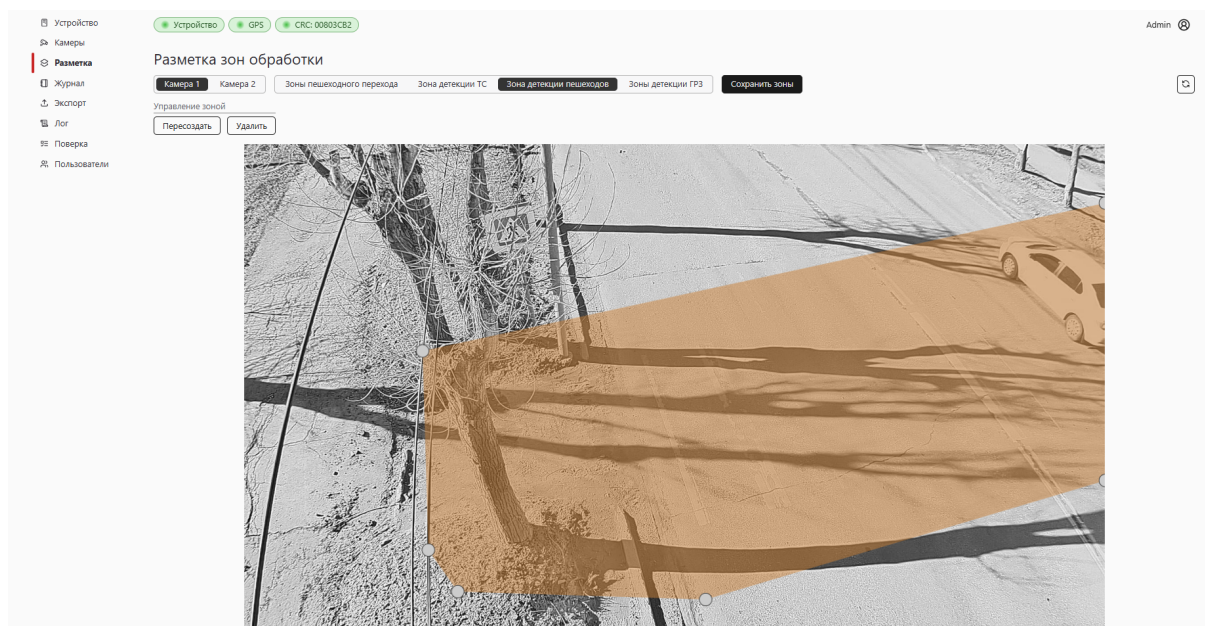 Устройство
Камеры
Разметка
Журнал
Экспорт
Лог
Поверка
Пользователи
Устройство GPS CRC: 00803CB2
Admin
Разметка зон обработки
Камера 1 Камера 2 Зоны пешеходного перехода Зона детекции ТС Зона детекции пешеходов Зоны детекции ГРЗ Сохранить зоны
Управление зоной
Пересоздать Удалить